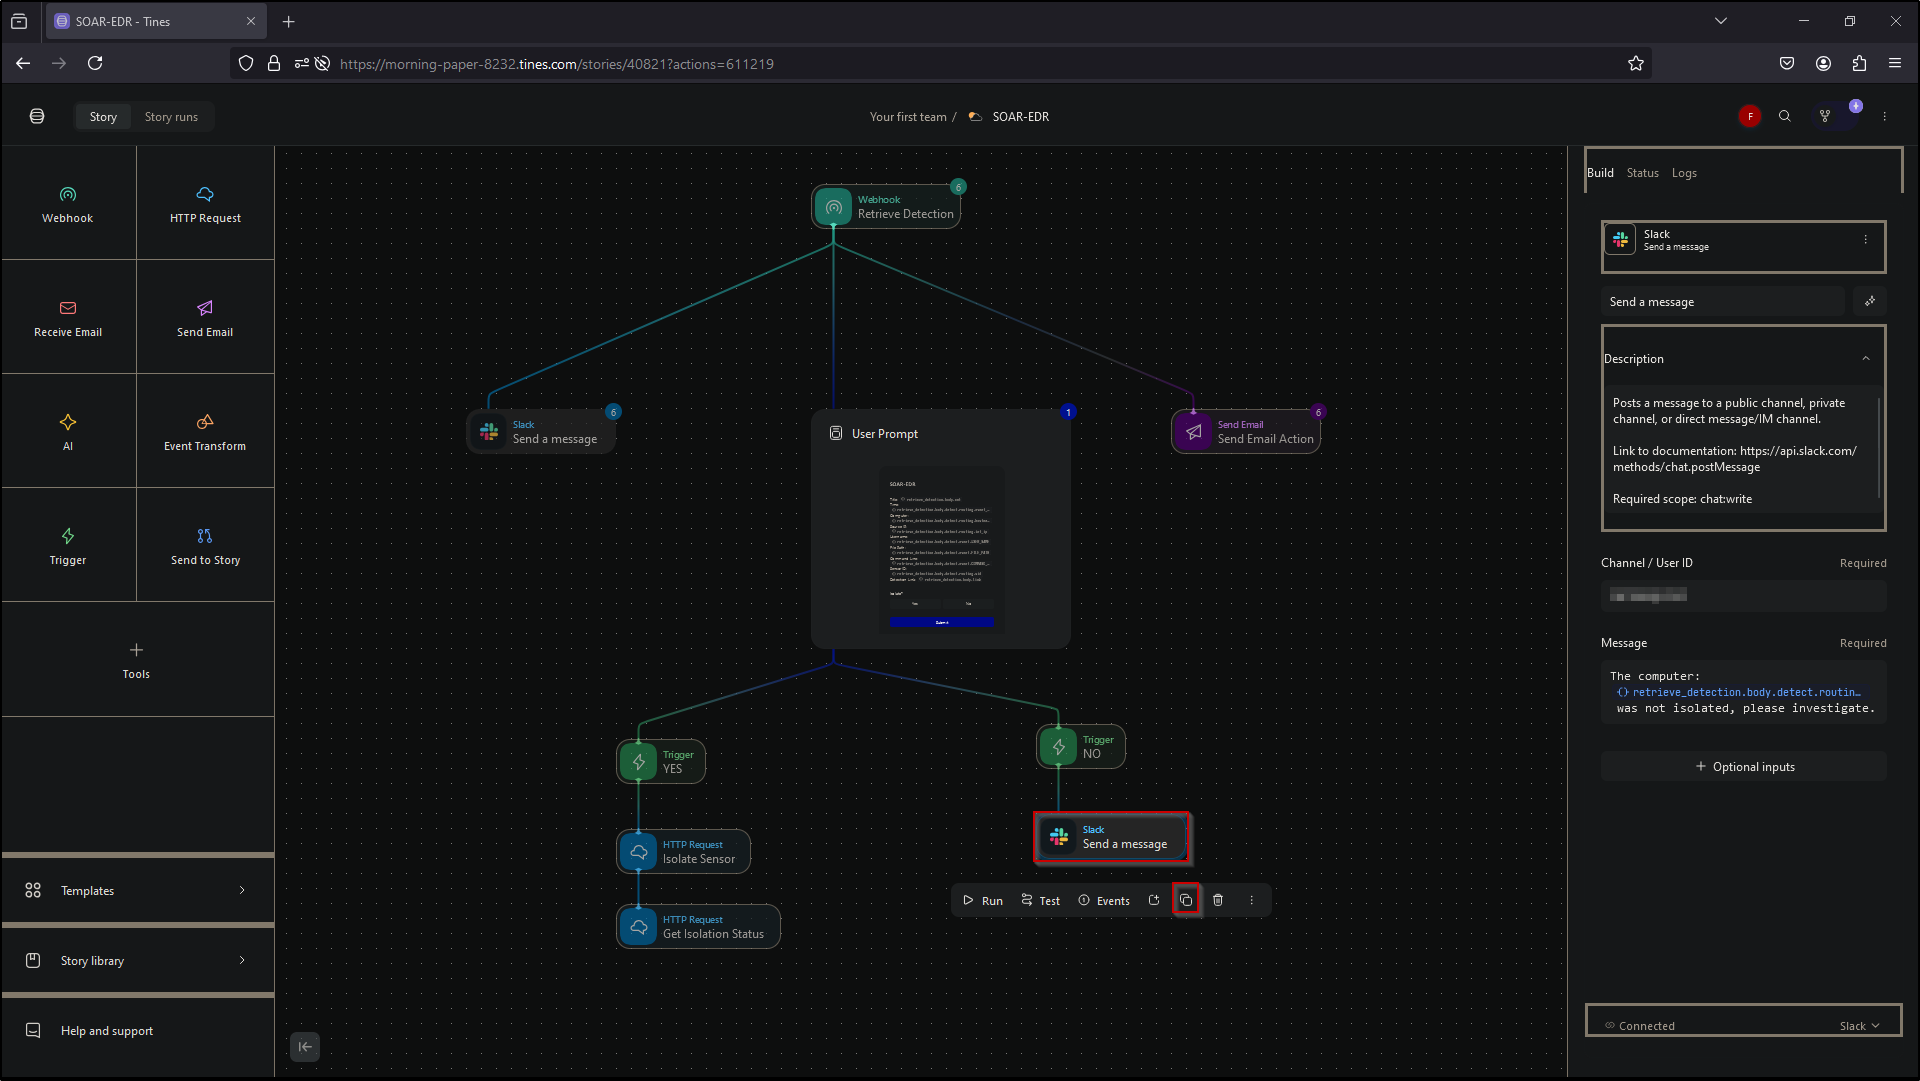 SOAR-EDR - Tines
https://morning-paper-8232.tines.com/stories/40821?actions=611219
Story
Story runs
Your first team / SOAR-EDR
F
Webhook
HTTP Request
Receive Email
Send Email
AI
Event Transform
Trigger
Send to Story
Tools
Templates
Story library
Help and support
Webhook
Retrieve Detection
6
Slack
Send a message
6
User Prompt
1
SOAR-EDR
Submit
Send Email
Send Email Action
6
Trigger
YES
Trigger
NO
HTTP Request
Isolate Sensor
HTTP Request
Get Isolation Status
Slack
Send a message
Run
Test
Events
Build
Status
Logs
Slack
Send a message
Send a message
Description
Posts a message to a public channel, private
channel, or direct message/IM channel.
Link to documentation: https://api.slack.com/
methods/chat.postMessage
Required scope: chat:write
Channel / User ID
Required
Message
Required
The computer:
retrieve_detection.body.detect.routin…
was not isolated, please investigate.
Optional inputs
Connected
Slack